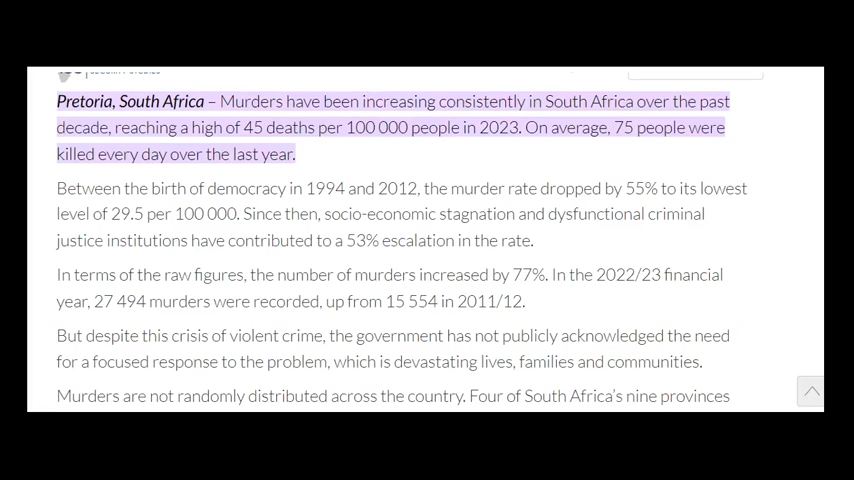 Pretoria, South Africa – Murders have been increasing consistently in South Africa over the past
decade, reaching a high of 45 deaths per 100 000 people in 2023. On average, 75 people were
killed every day over the last year.
Between the birth of democracy in 1994 and 2012, the murder rate dropped by 55% to its lowest
level of 29.5 per 100 000. Since then, socio-economic stagnation and dysfunctional criminal
justice institutions have contributed to a 53% escalation in the rate.
In terms of the raw figures, the number of murders increased by 77%. In the 2022/23 financial
year, 27 494 murders were recorded, up from 15 554 in 2011/12.
But despite this crisis of violent crime, the government has not publicly acknowledged the need
for a focused response to the problem, which is devastating lives, families and communities.
Murders are not randomly distributed across the country. Four of South Africa's nine provinces